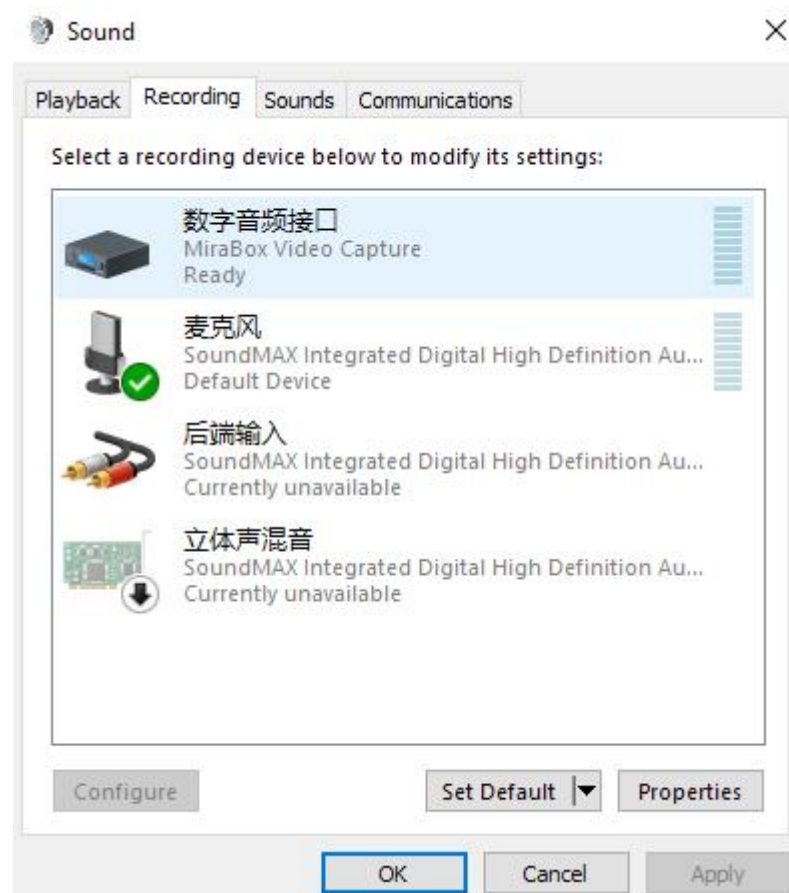 Sound
Playback Recording Sounds Communications
Select a recording device below to modify its settings:
数字音频接口
MiraBox Video Capture
Ready
麦克风
SoundMAX Integrated Digital High Definition Au...
Default Device
后端输入
SoundMAX Integrated Digital High Definition Au...
Currently unavailable
立体声混音
SoundMAX Integrated Digital High Definition Au...
Currently unavailable
Configure Set Default Properties
OK Cancel Apply